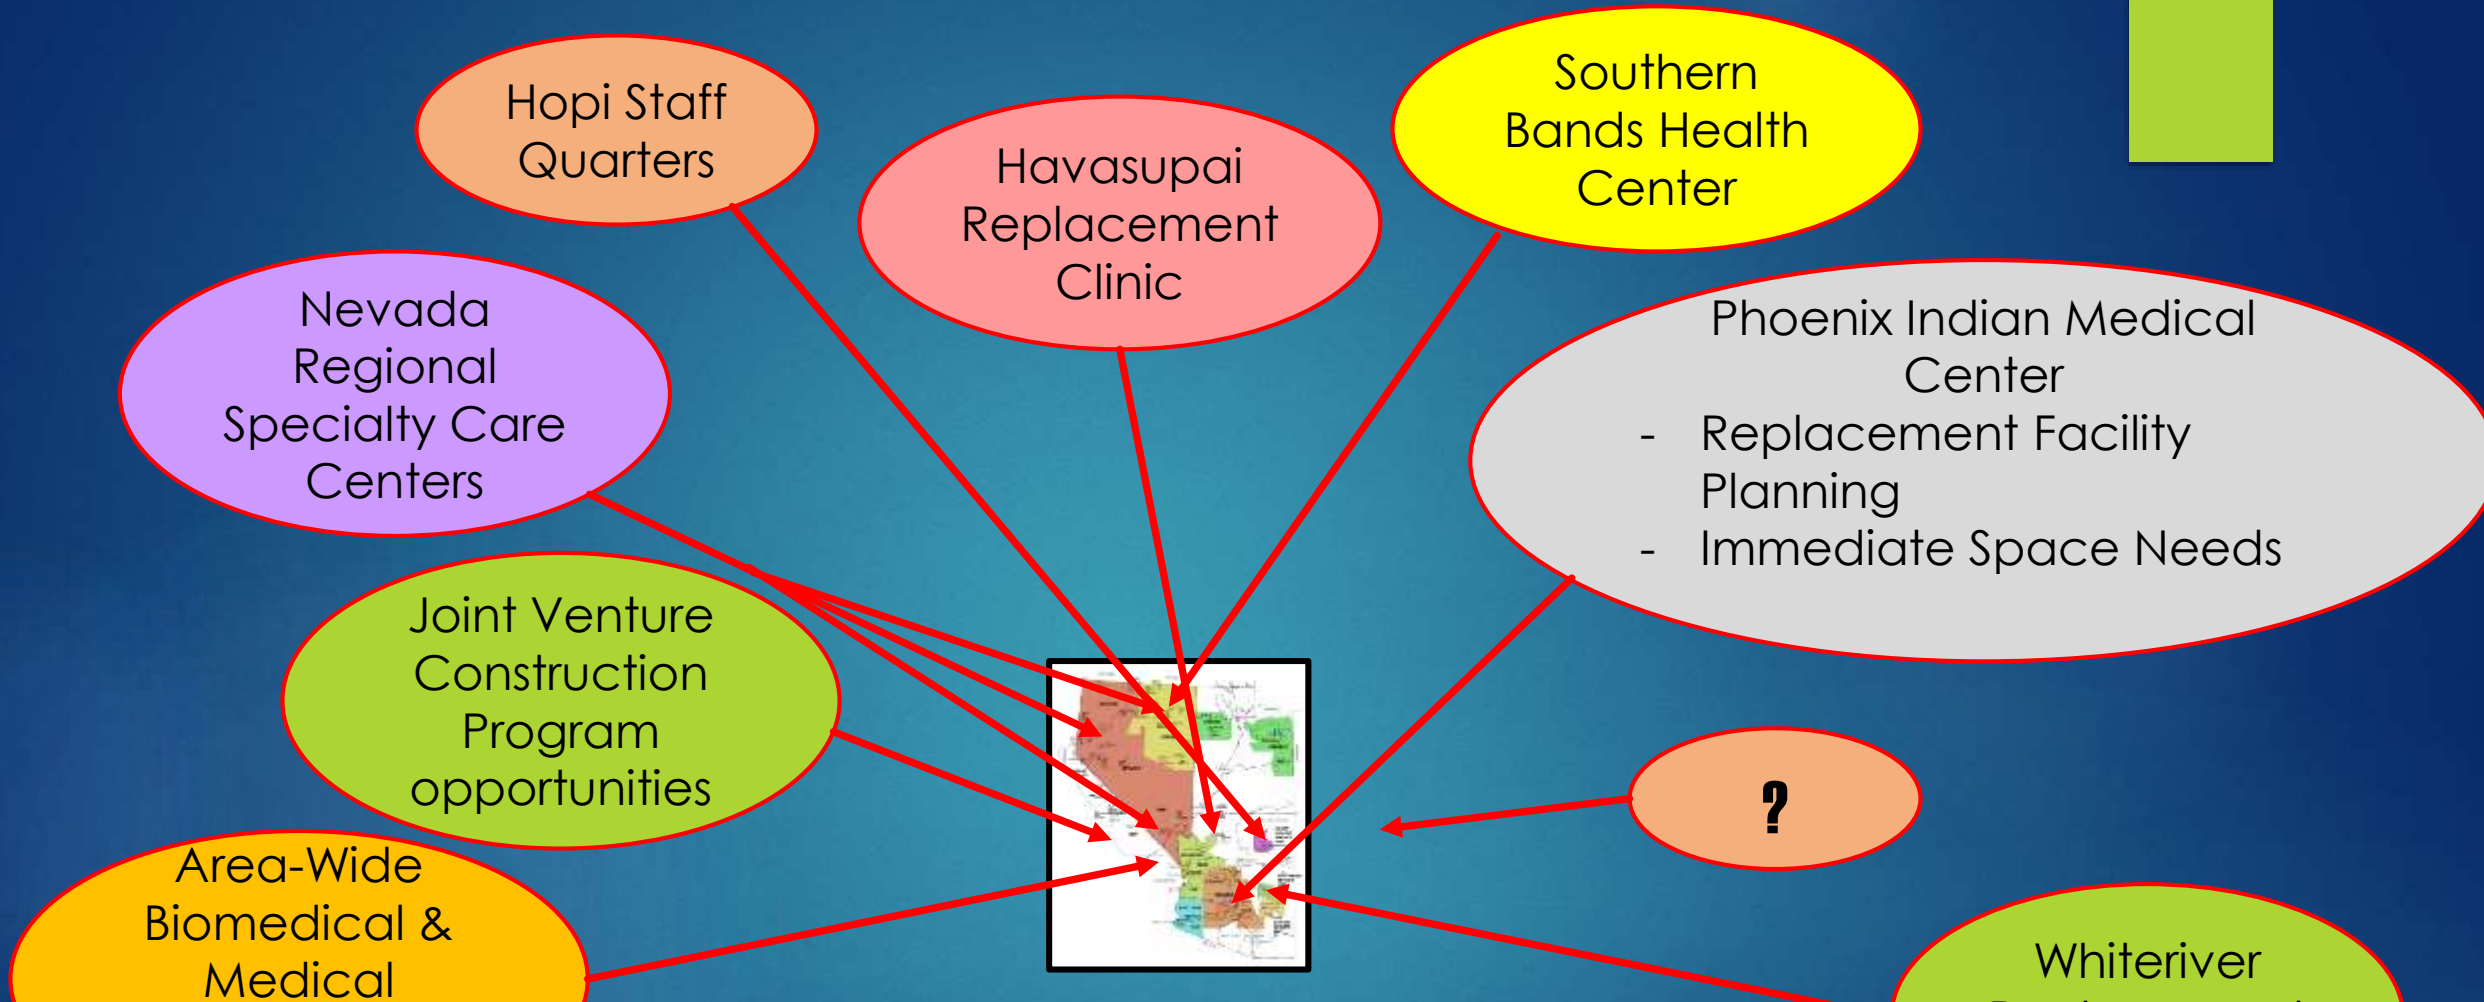 Hopi Staff
Quarters
Havasupai
Replacement
Clinic
Southern
Bands Health
Center
Nevada
Regional
Specialty Care
Centers
Phoenix Indian Medical
Center
- Replacement Facility
Planning
- Immediate Space Needs
Joint Venture
Construction
Program
opportunities
?
Area-Wide
Biomedical &
Medical
Whiteriver